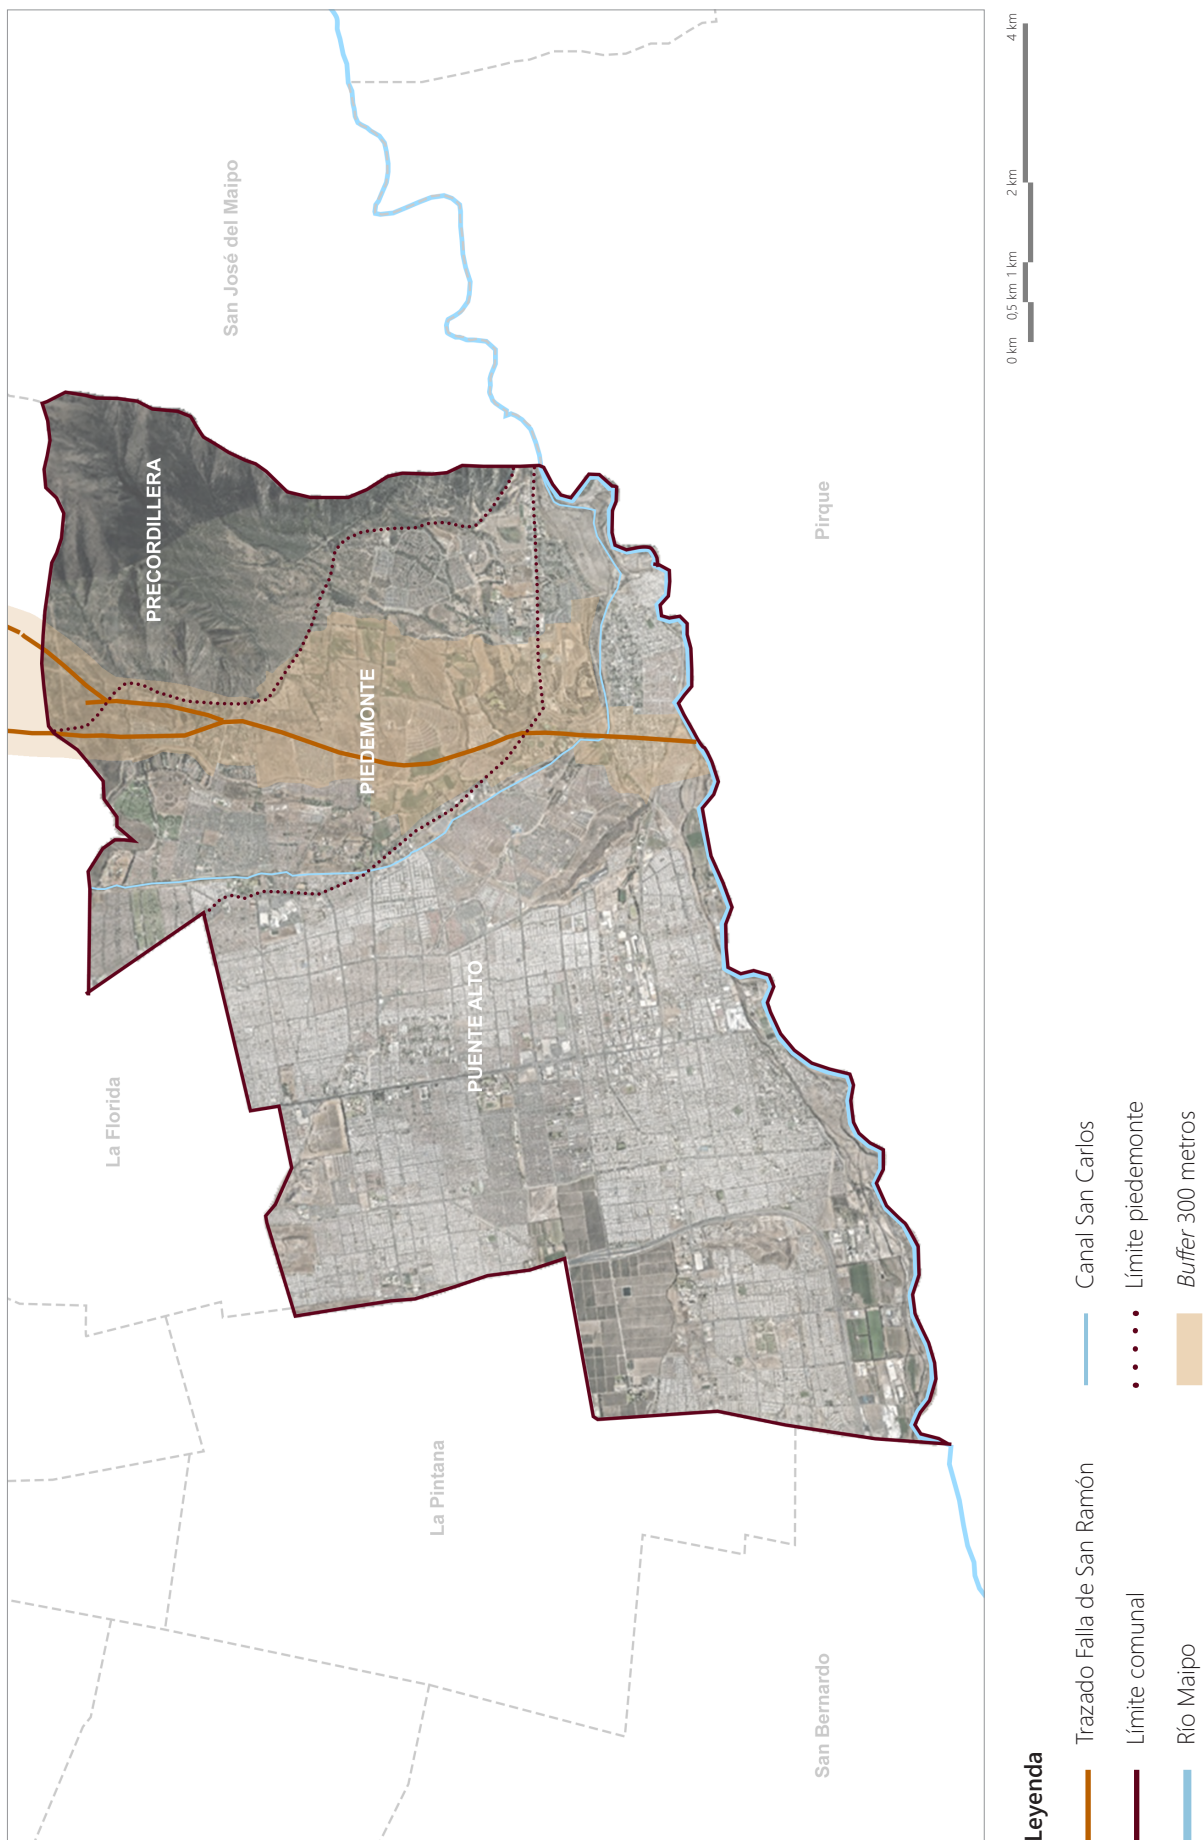 San José del Maipo
PRECORDILLERA
La Florida
PIEDEMONTE
La Pintana
PUENTE ALTO
San Bernardo
Pirque
0 km 0,5 km 1 km 2 km 4 km
Leyenda
Trazado Falla de San Ramón
Canal San Carlos
Límite comunal
Límite piedemonte
Río Maipo
Buffer 300 metros